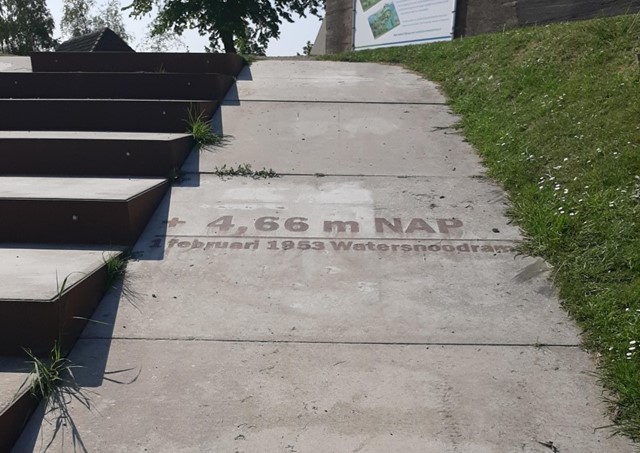 + 4,66 m NAP
1 februari 1953 Watersnoodramp